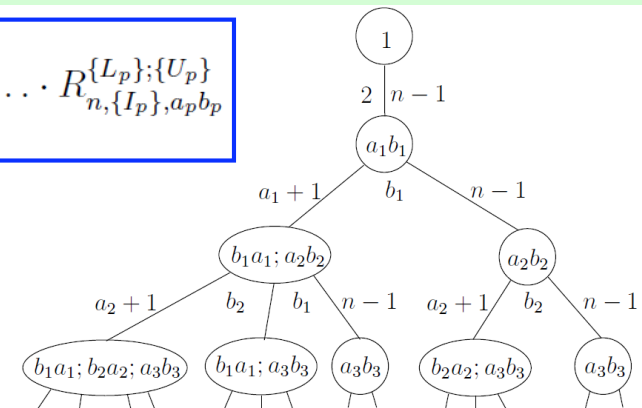 1
. . · R^{\{L_p\};\{U_p\}}_{n,\{I_p\},a_pb_p}
2 n − 1
a_1b_1
a_1 + 1 b_1 n − 1
b_1a_1; a_2b_2 a_2b_2
a_2 + 1 b_2 b_1 n − 1 a_2 + 1 b_2 n − 1
b_1a_1; b_2a_2; a_3b_3 b_1a_1; a_3b_3 a_3b_3 b_2a_2; a_3b_3 a_3b_3